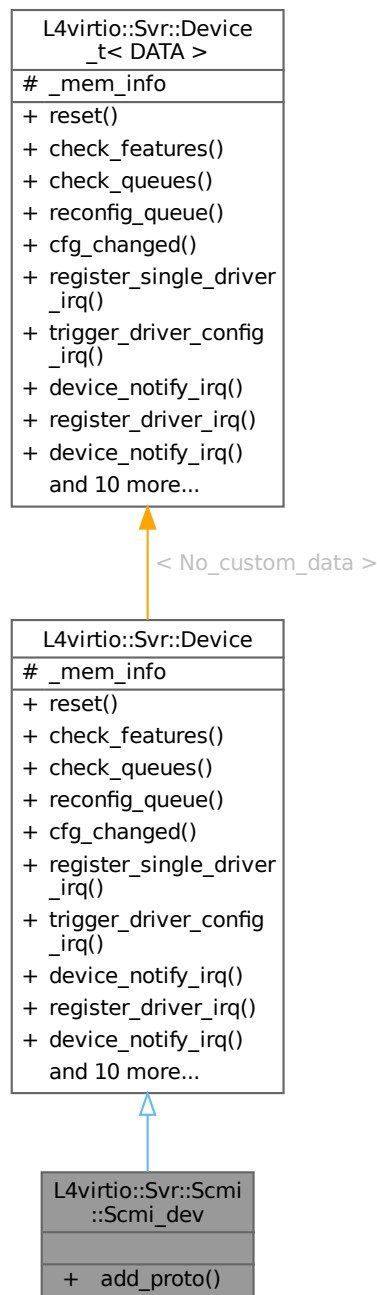 L4virtio::Svr::Device
_t< DATA >
# _mem_info
+ reset()
+ check_features()
+ check_queues()
+ reconfig_queue()
+ cfg_changed()
+ register_single_driver
_irq()
+ trigger_driver_config
_irq()
+ device_notify_irq()
+ register_driver_irq()
+ device_notify_irq()
and 10 more...
< No_custom_data >
L4virtio::Svr::Device
# _mem_info
+ reset()
+ check_features()
+ check_queues()
+ reconfig_queue()
+ cfg_changed()
+ register_single_driver
_irq()
+ trigger_driver_config
_irq()
+ device_notify_irq()
+ register_driver_irq()
+ device_notify_irq()
and 10 more...
L4virtio::Svr::Scmi
::Scmi_dev
+ add_proto()